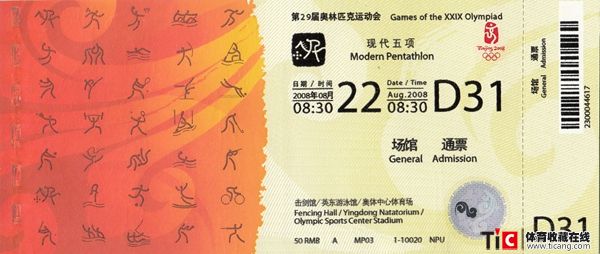 第29届奥林匹克运动会 Games of the XXIX Olympiad
现代五项
Modern Pentathlon
Beijing 2008
日期 / 时间
2008年08月
08:30
22
Date / Time
Aug.2008
08:30
D31
场馆 通票
General Admission
击剑馆/英东游泳馆/奥体中心体育场
Fencing Hall / Yingdong Natatorium /
Olympic Sports Center Stadium
50 RMB A MP03 1-10020 NPU
场馆 通票
General Admission
2300044617
D31
TiC 体育收藏在线
www.ticang.com